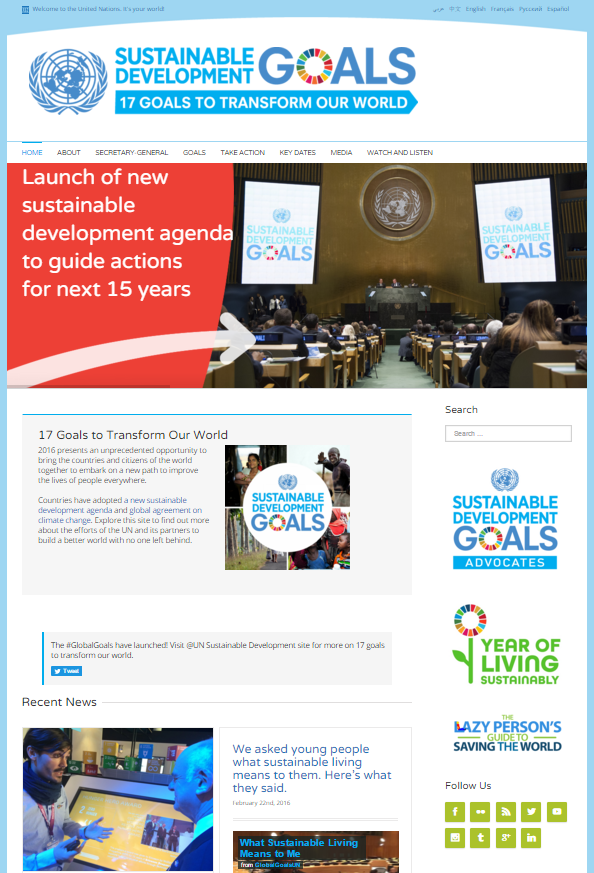 Welcome to the United Nations. It's your world!
عربي 中文 English Français Русский Español
SUSTAINABLE
DEVELOPMENT
GOALS
17 GOALS TO TRANSFORM OUR WORLD
HOME ABOUT SECRETARY-GENERAL GOALS TAKE ACTION KEY DATES MEDIA WATCH AND LISTEN
Launch of new
sustainable
development agenda
to guide actions
for next 15 years
SUSTAINABLE
DEVELOPMENT
GOALS
SUSTAINABLE
DEVELOPMENT
GOALS
17 Goals to Transform Our World
2016 presents an unprecedented opportunity to
bring the countries and citizens of the world
together to embark on a new path to improve
the lives of people everywhere.
Countries have adopted a new sustainable
development agenda and global agreement on
climate change. Explore this site to find out more
about the efforts of the UN and its partners to
build a better world with no one left behind.
SUSTAINABLE
DEVELOPMENT
GOALS
The #GlobalGoals have launched! Visit @UN Sustainable Development site for more on 17 goals
to transform our world.
Tweet
Recent News
We asked young people
what sustainable living
means to them. Here's what
they said.
February 22nd, 2016
What Sustainable Living
Means to Me
from GlobalGoalsUN
Search
Search ...
SUSTAINABLE
DEVELOPMENT
GOALS
ADVOCATES
YEAR OF
LIVING
SUSTAINABLY
THE
LAZY PERSON'S
GUIDE TO
SAVING THE WORLD
Follow Us